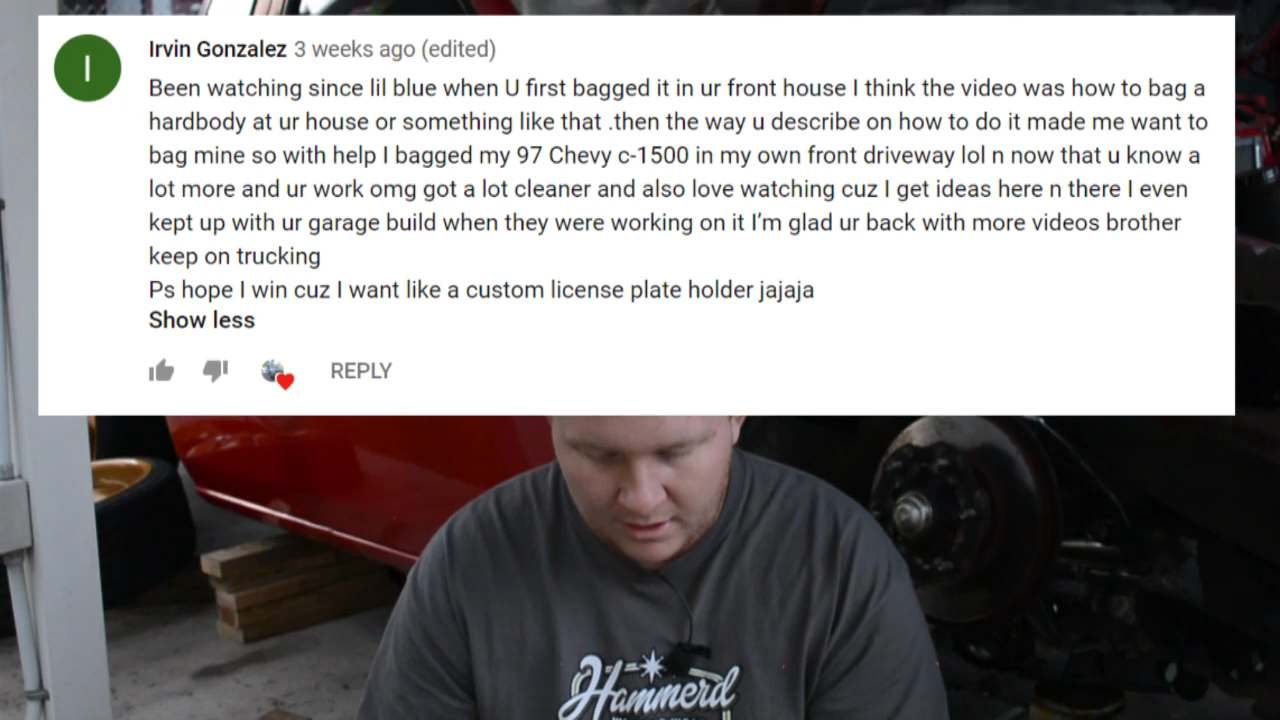 Irvin Gonzalez 3 weeks ago (edited)
Been watching since lil blue when U first bagged it in ur front house I think the video was how to bag a
hardbody at ur house or something like that .then the way u describe on how to do it made me want to
bag mine so with help I bagged my 97 Chevy c-1500 in my own front driveway lol n now that u know a
lot more and ur work omg got a lot cleaner and also love watching cuz I get ideas here n there I even
kept up with ur garage build when they were working on it I’m glad ur back with more videos brother
keep on trucking
Ps hope I win cuz I want like a custom license plate holder jajaja
Show less
REPLY
I
Hammerd